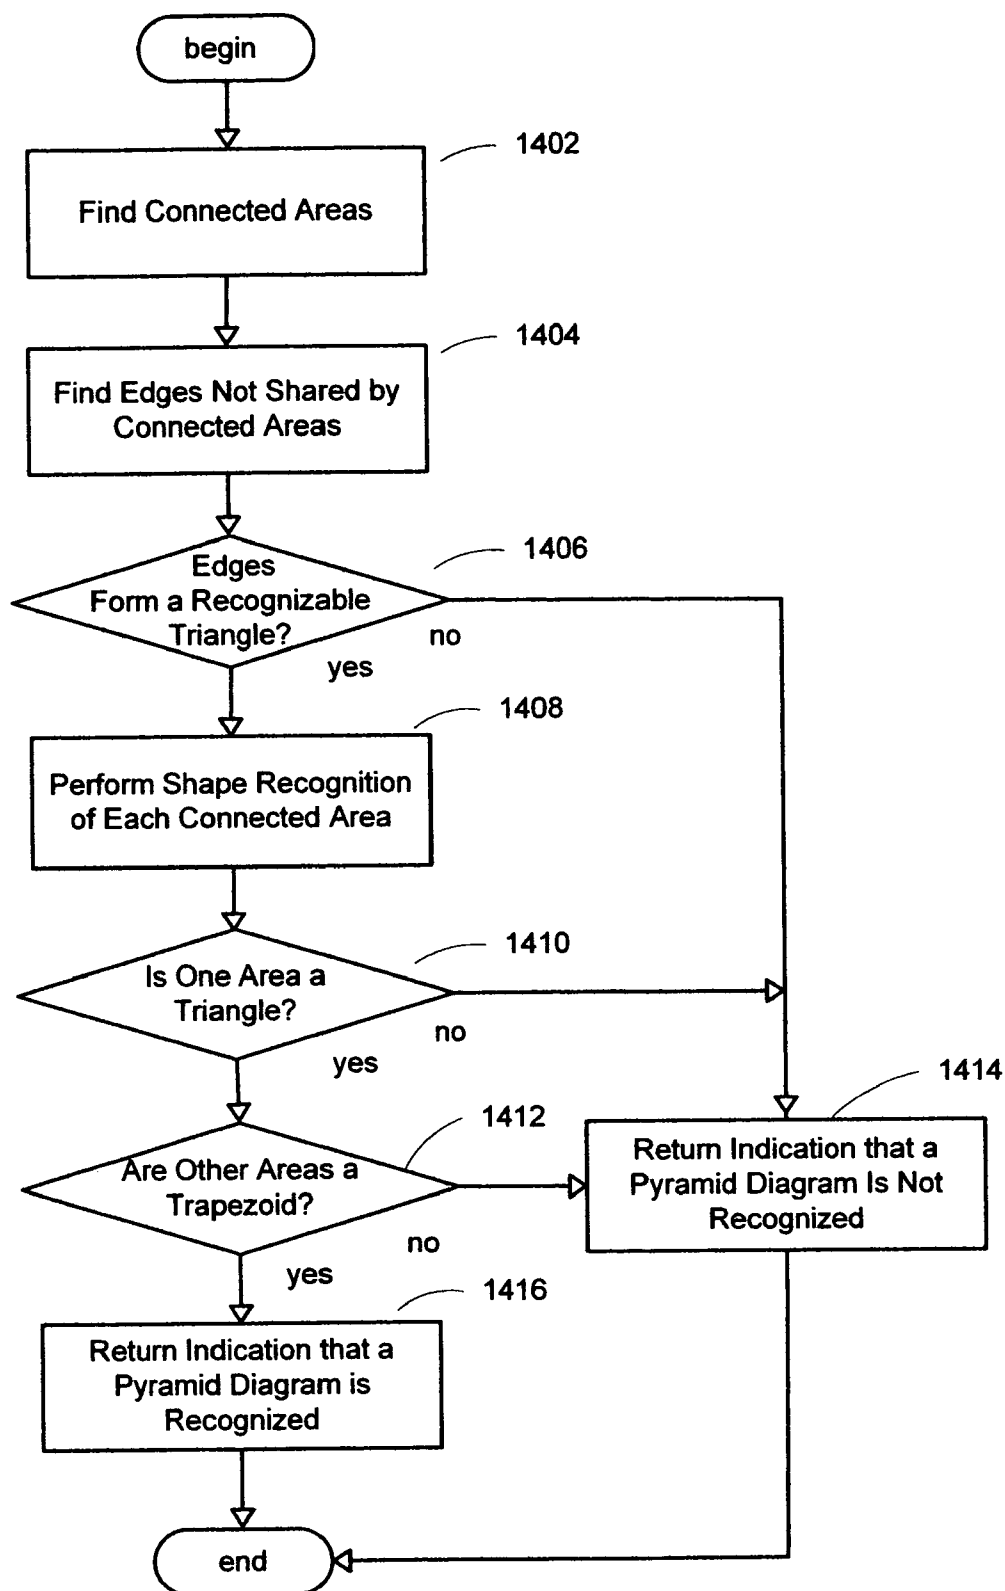 begin
1402
Find Connected Areas
1404
Find Edges Not Shared by
Connected Areas
1406
Edges
Form a Recognizable
Triangle?
no
yes
1408
Perform Shape Recognition
of Each Connected Area
1410
Is One Area a
Triangle?
no
yes
1412
Are Other Areas a
Trapezoid?
no
yes
1414
Return Indication that a
Pyramid Diagram Is Not
Recognized
1416
Return Indication that a
Pyramid Diagram is
Recognized
end